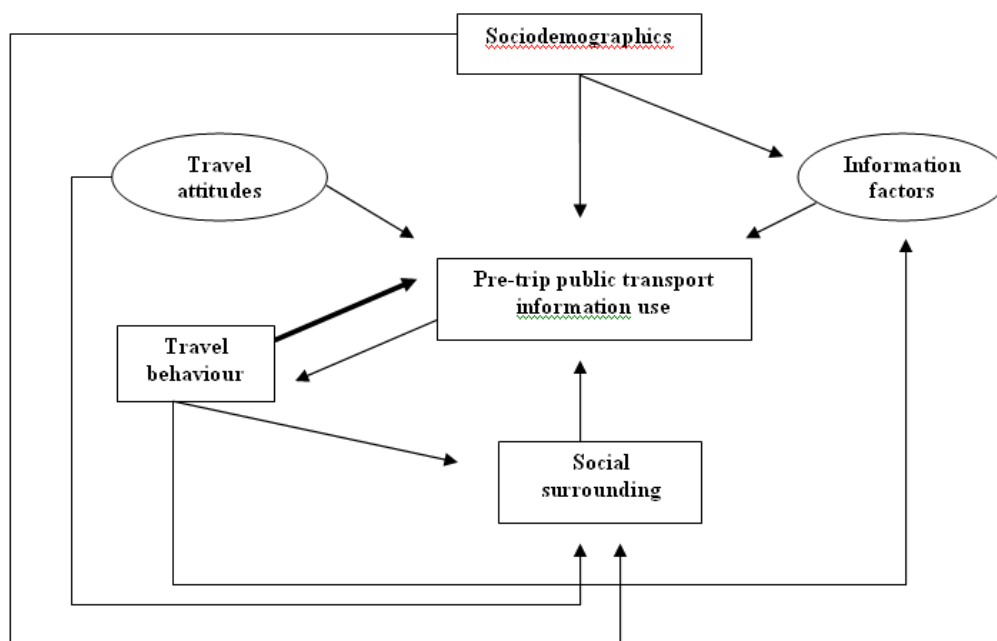 Sociodemographics
Travel
attitudes
Information
factors
Pre-trip public transport
information use
Travel
behaviour
Social
surrounding